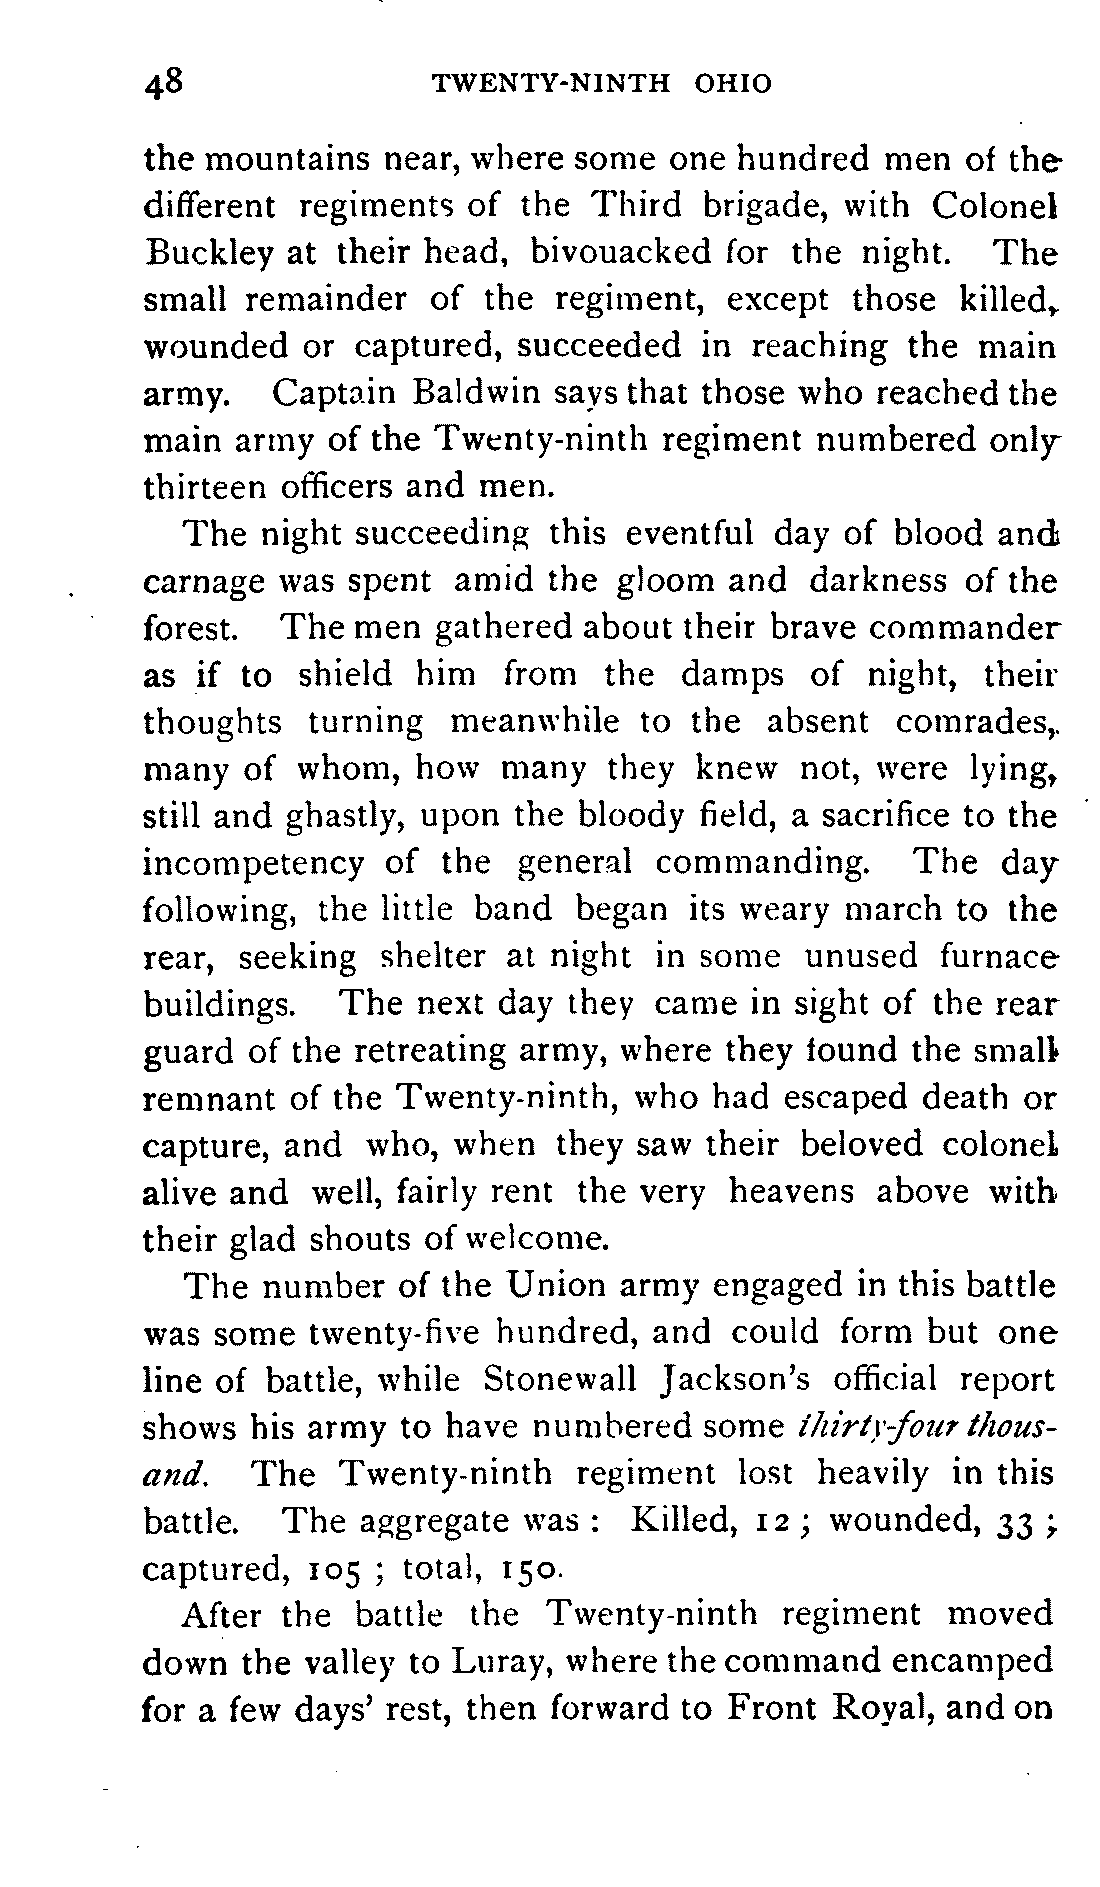 48 TWENTY-NINTH OHIO
the mountains near, where some one hundred men of the
different regiments of the Third brigade, with Colonel
Buckley at their head, bivouacked for the night. The
small remainder of the regiment, except those killed,
wounded or captured, succeeded in reaching the main
army. Captain Baldwin says that those who reached the
main army of the Twenty-ninth regiment numbered only
thirteen officers and men.
The night succeeding this eventful day of blood and
carnage was spent amid the gloom and darkness of the
forest. The men gathered about their brave commander
as if to shield him from the damps of night, their
thoughts turning meanwhile to the absent comrades,
many of whom, how many they knew not, were lying,
still and ghastly, upon the bloody field, a sacrifice to the
incompetency of the general commanding. The day
following, the little band began its weary march to the
rear, seeking shelter at night in some unused furnace
buildings. The next day they came in sight of the rear
guard of the retreating army, where they found the small
remnant of the Twenty-ninth, who had escaped death or
capture, and who, when they saw their beloved colonel
alive and well, fairly rent the very heavens above with
their glad shouts of welcome.
The number of the Union army engaged in this battle
was some twenty-five hundred, and could form but one
line of battle, while Stonewall Jackson's official report
shows his army to have numbered some thirty-four thous-
and. The Twenty-ninth regiment lost heavily in this
battle. The aggregate was : Killed, 12 ; wounded, 33 ;
captured, 105 ; total, 150.
After the battle the Twenty-ninth regiment moved
down the valley to Luray, where the command encamped
for a few days' rest, then forward to Front Royal, and on